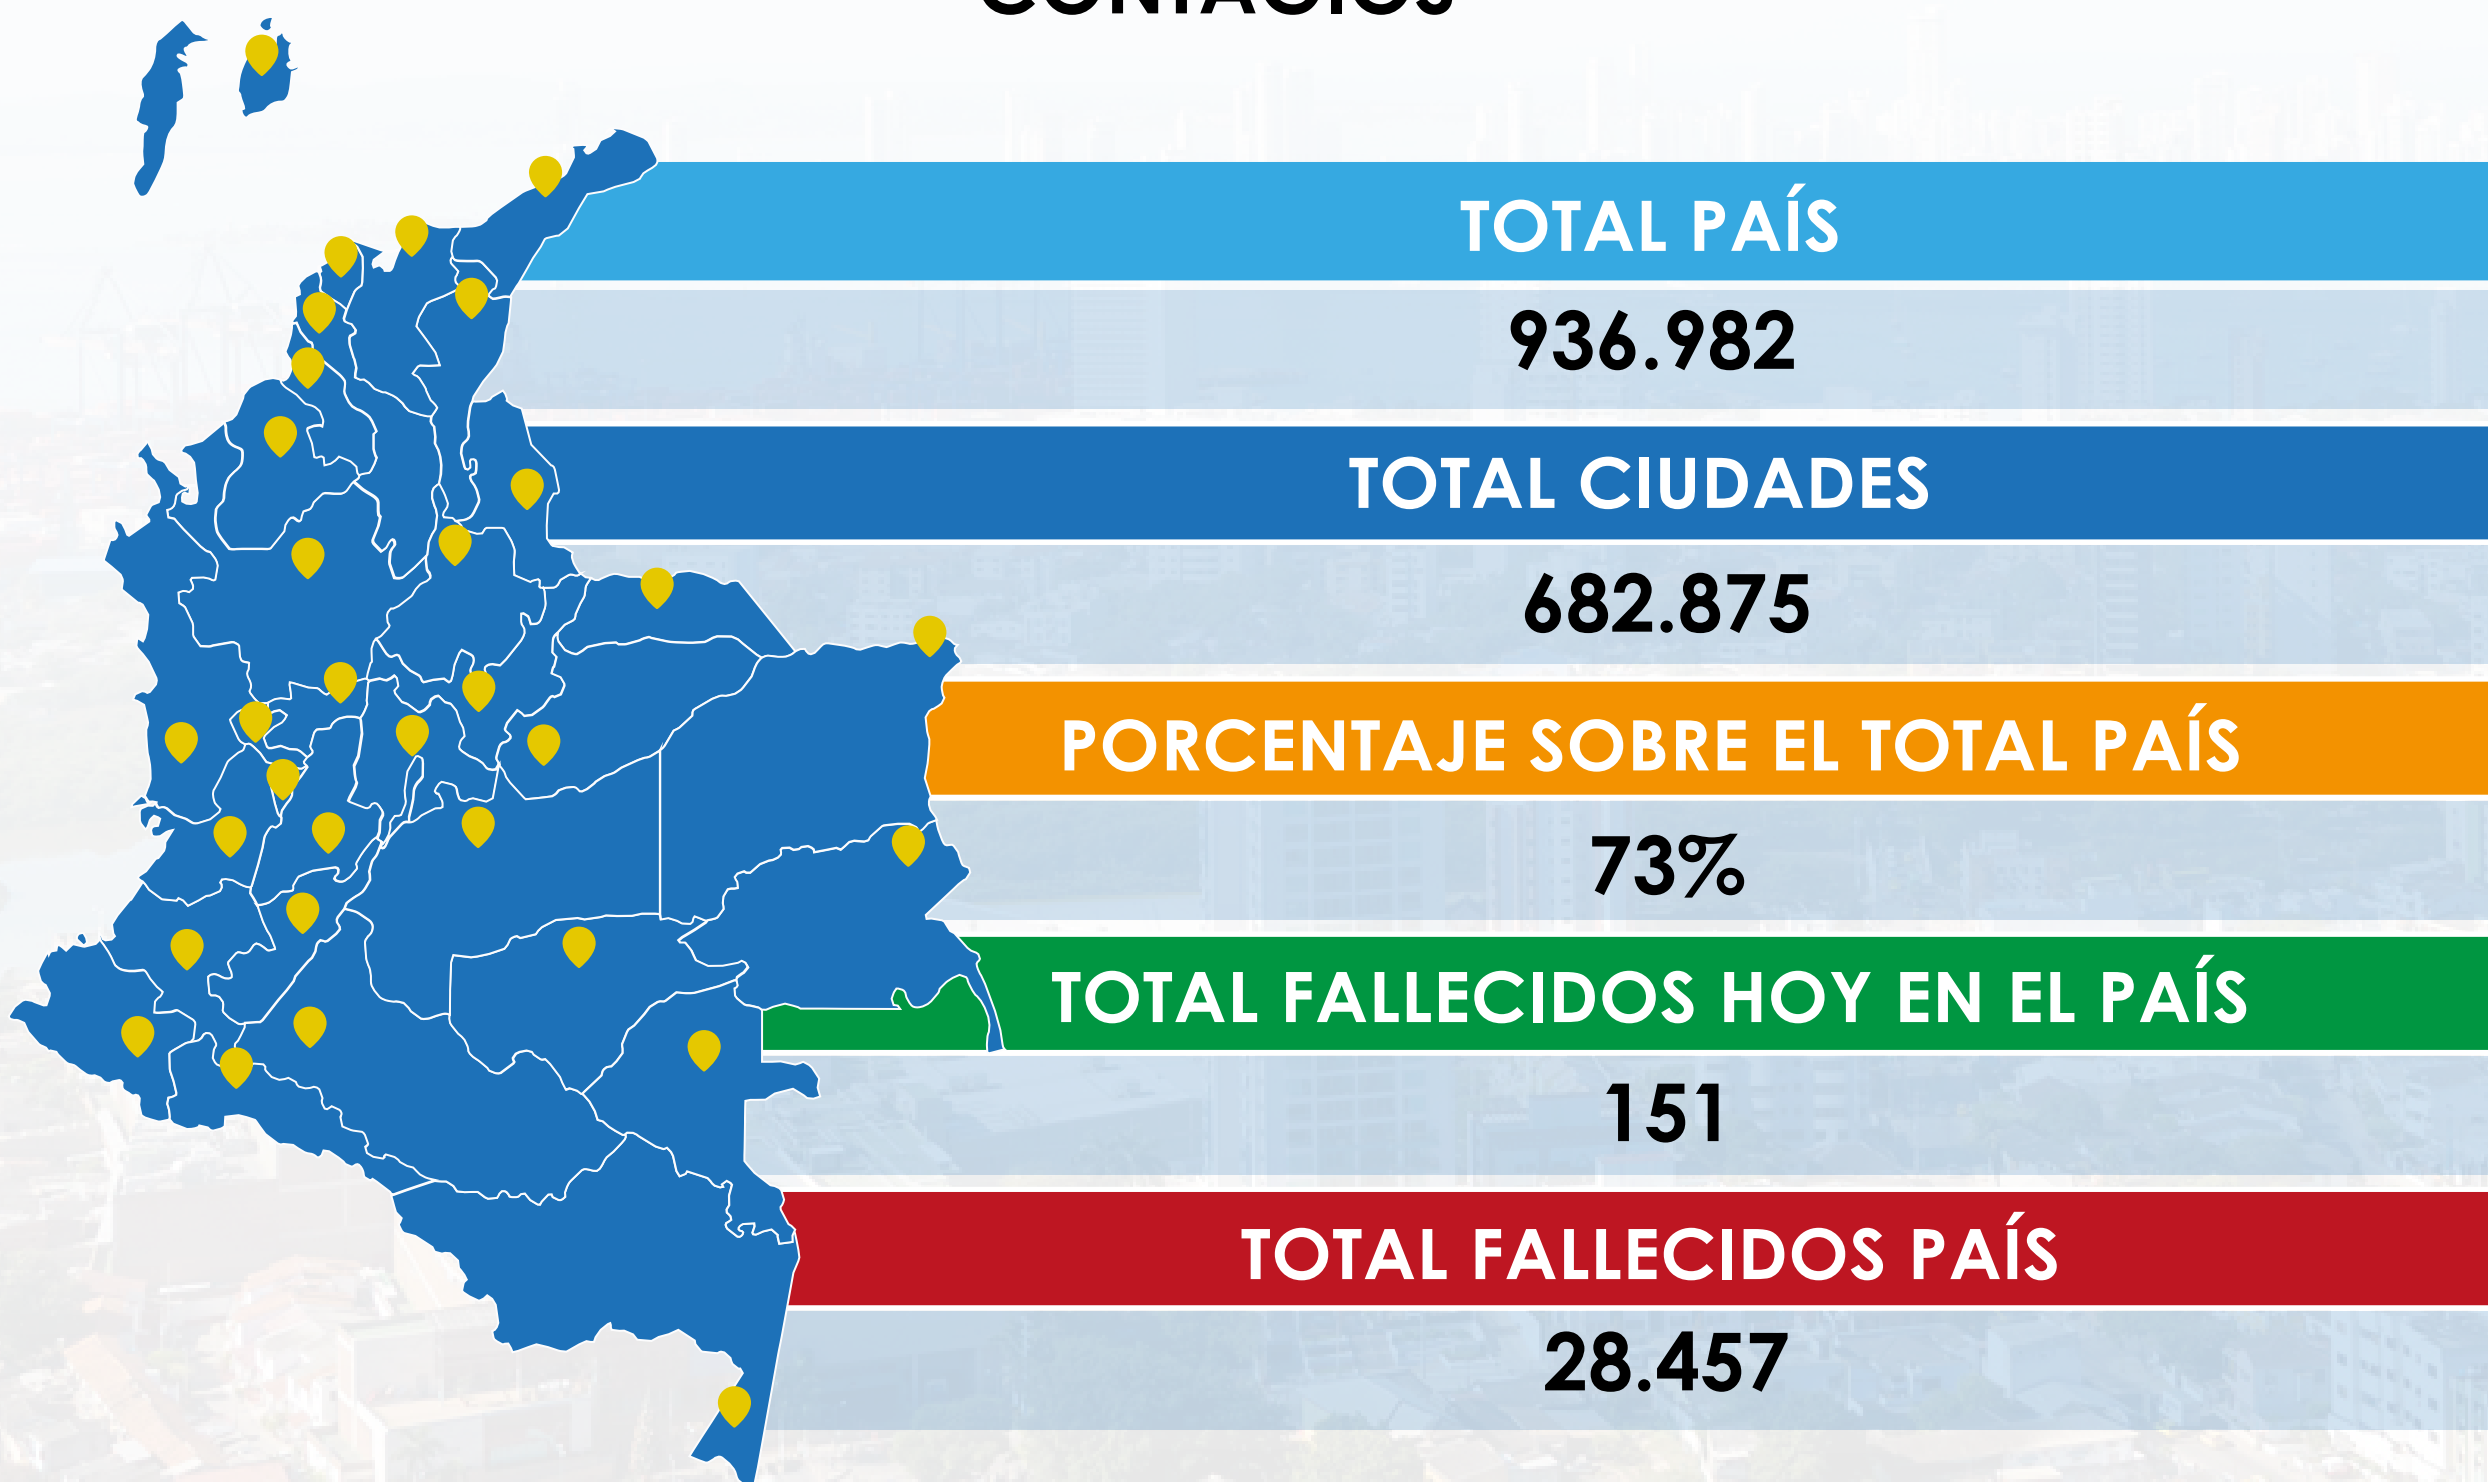 CONTAGIOS
TOTAL PAÍS
936.982
TOTAL CIUDADES
682.875
PORCENTAJE SOBRE EL TOTAL PAÍS
73%
TOTAL FALLECIDOS HOY EN EL PAÍS
151
TOTAL FALLECIDOS PAÍS
28.457